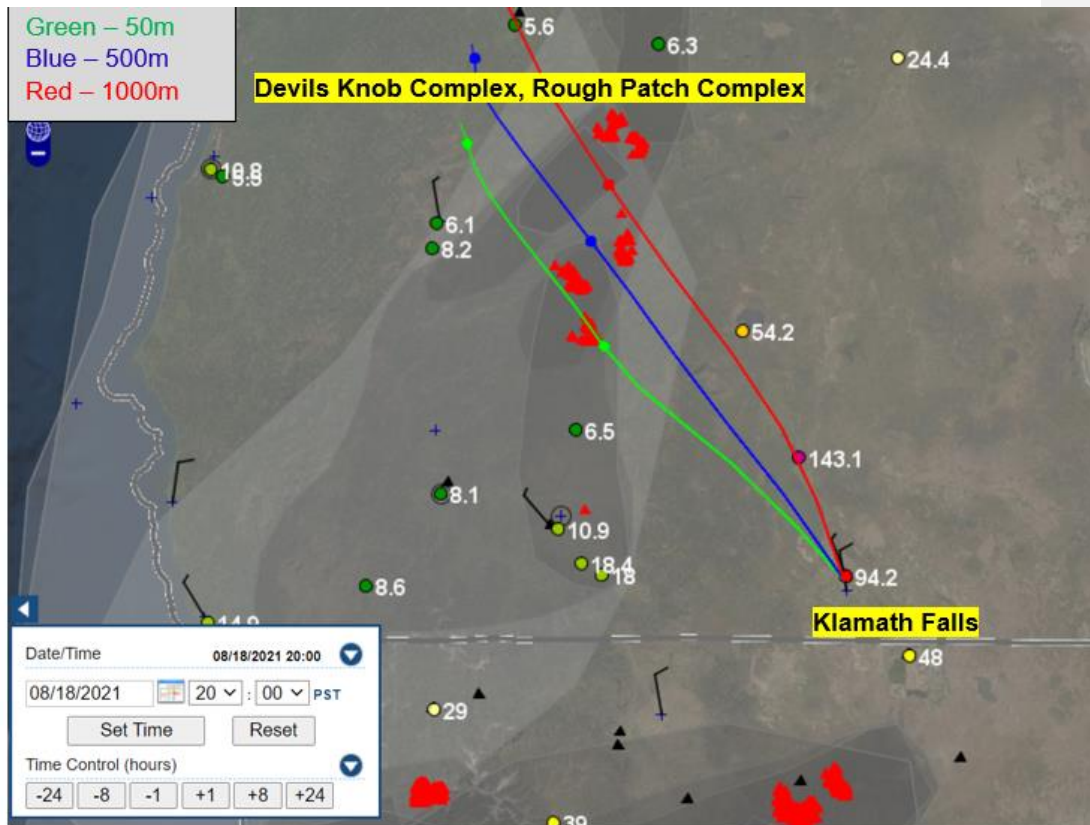 Green – 50m
Blue – 500m
Red – 1000m
5.6
6.3
24.4
Devils Knob Complex, Rough Patch Complex
6.1
8.2
54.2
6.5
143.1
8.1
10.9
18.4
18
94.2
8.6
Klamath Falls
48
29
39
Date/Time
08/18/2021 20:00
08/18/2021
20 : 00 PST
Set Time Reset
Time Control (hours)
-24 -8 -1 +1 +8 +24